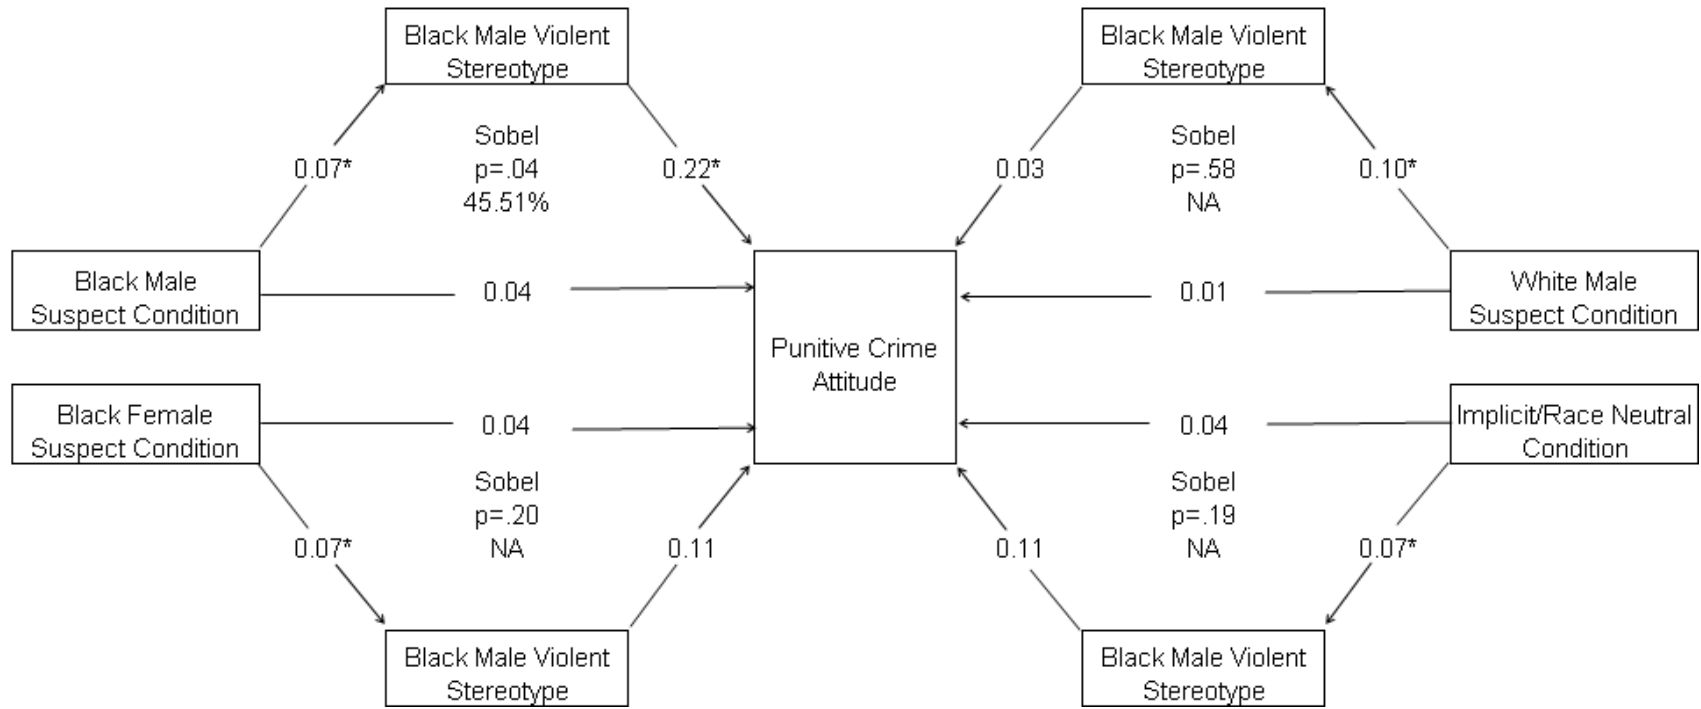 Black Male Violent
Stereotype
Sobel
p=.04
45.51%
0.07*
0.22*
Black Male
Suspect Condition
0.04
Black Female
Suspect Condition
0.04
Sobel
p=.20
NA
0.07*
0.11
Black Male Violent
Stereotype
Punitive Crime
Attitude
Black Male Violent
Stereotype
Sobel
p=.58
NA
0.03
0.10*
0.01
White Male
Suspect Condition
0.04
Implicit/Race Neutral
Condition
Sobel
p=.19
NA
0.11
0.07*
Black Male Violent
Stereotype